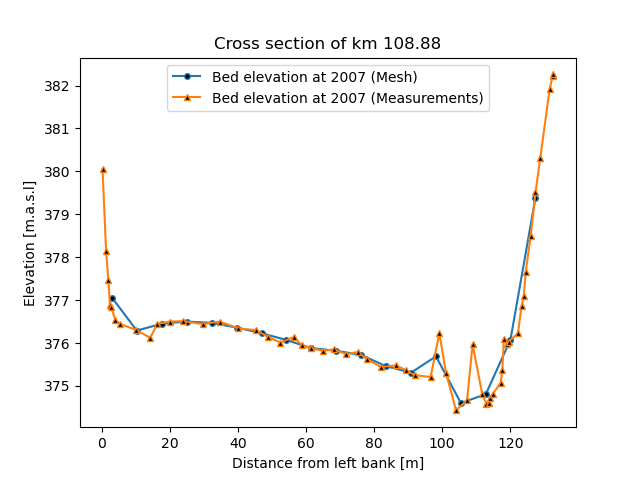 Cross section of km 108.88
Bed elevation at 2007 (Mesh)
Bed elevation at 2007 (Measurements)
Elevation [m.a.s.l]
382
381
380
379
378
377
376
375
0 20 40 60 80 100 120
Distance from left bank [m]